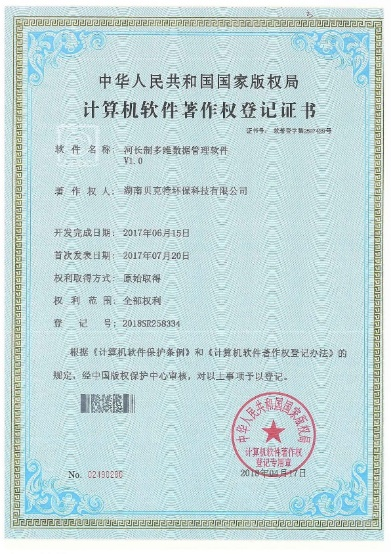 中华人民共和国国家版权局
计算机软件著作权登记证书
证书号：
软件名称：河长制多维数据管理软件
V1.0
著作权人：湖南贝克特环保科技有限公司
开发完成日期：2017年06月15日
首次发表日期：2017年07月20日
权利取得方式：原始取得
权利范围：全部权利
登记号：2018SR258334
根据《计算机软件保护条例》和《计算机软件著作权登记办法》的
规定，经中国版权保护中心审核，对以上事项予以登记。
中华人民共和国国家版权局
计算机软件著作权
登记专用章
2018年04月17日
No.